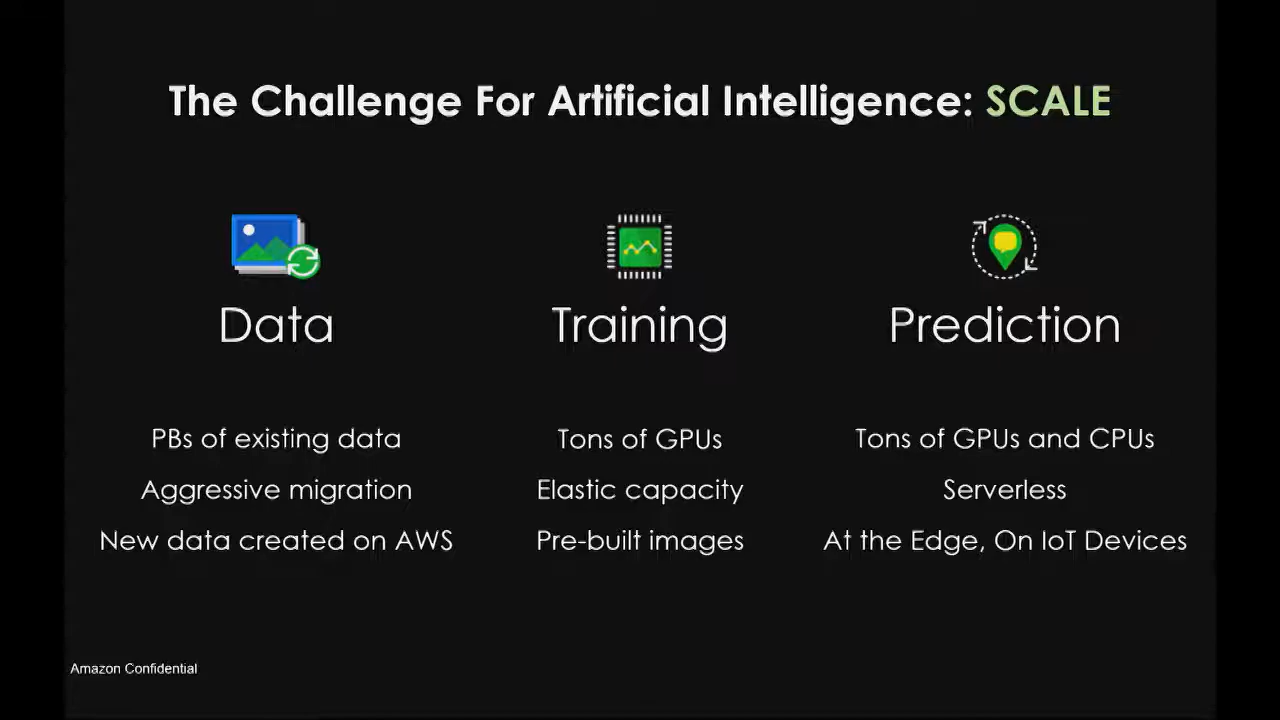 The Challenge For Artificial Intelligence: SCALE
Data
Training
Prediction
PBs of existing data
Aggressive migration
New data created on AWS
Tons of GPUs
Elastic capacity
Pre-built images
Tons of GPUs and CPUs
Serverless
At the Edge, On IoT Devices
Amazon Confidential